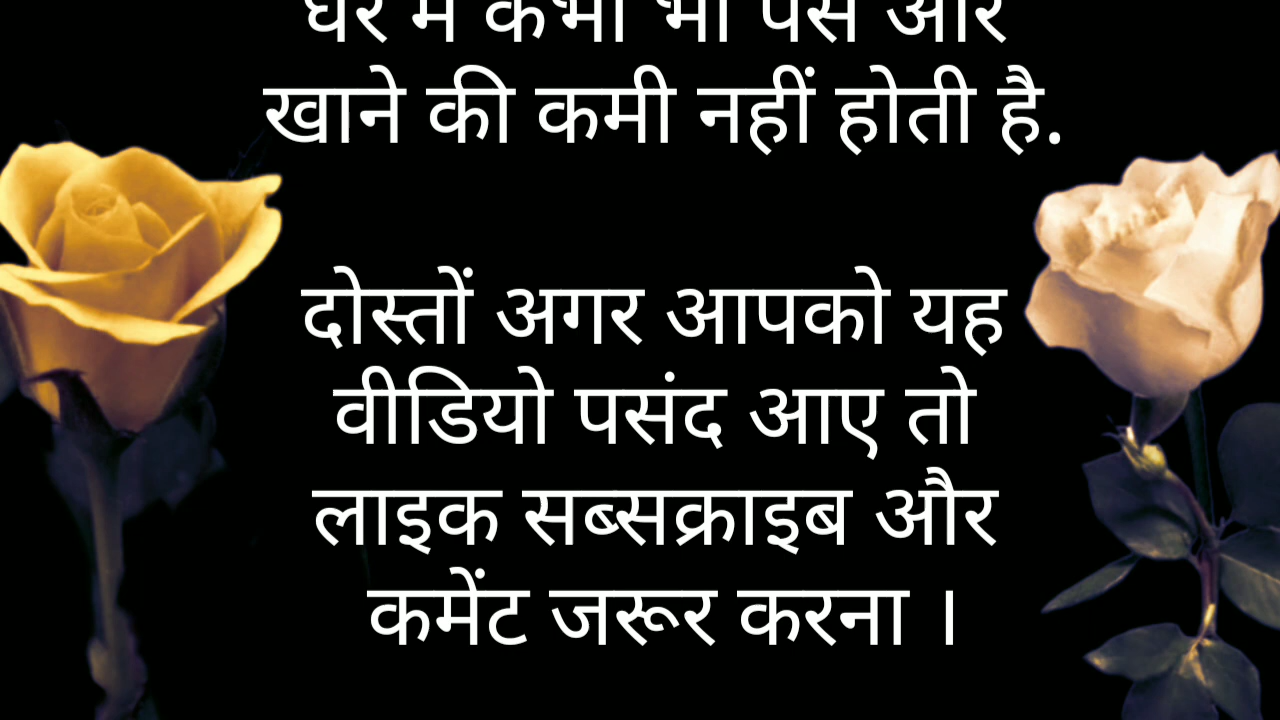 घर में कभी भी पैसे और
खाने की कमी नहीं होती है.
दोस्तों अगर आपको यह
वीडियो पसंद आए तो
लाइक सब्सक्राइब और
कमेंट जरूर करना ।